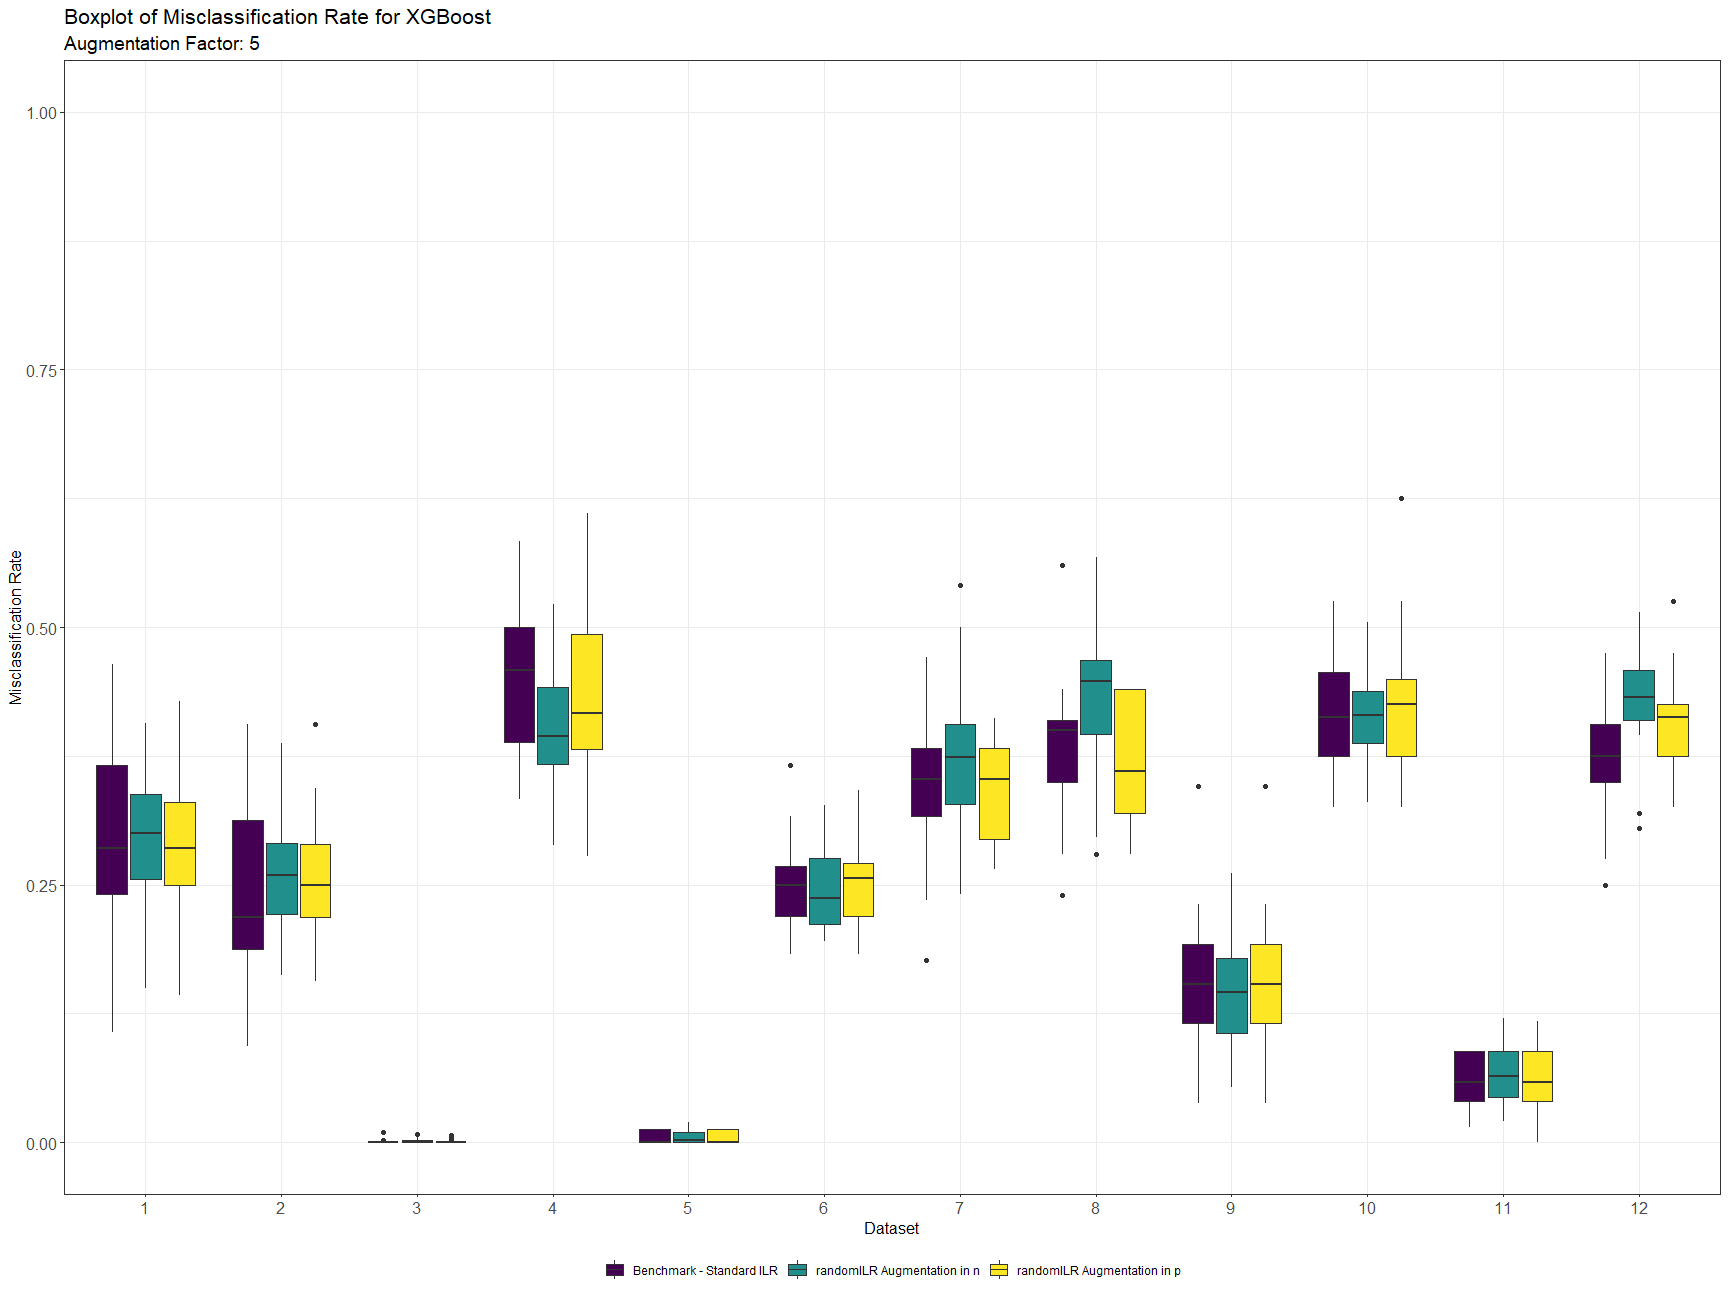 Boxplot of Misclassification Rate for XGBoost
Augmentation Factor: 5
Misclassification Rate
1.00
0.75
0.50
0.25
0.00
1 2 3 4 5 6 7 8 9 10 11 12
Dataset
Benchmark - Standard ILR randomILR Augmentation in n randomILR Augmentation in p